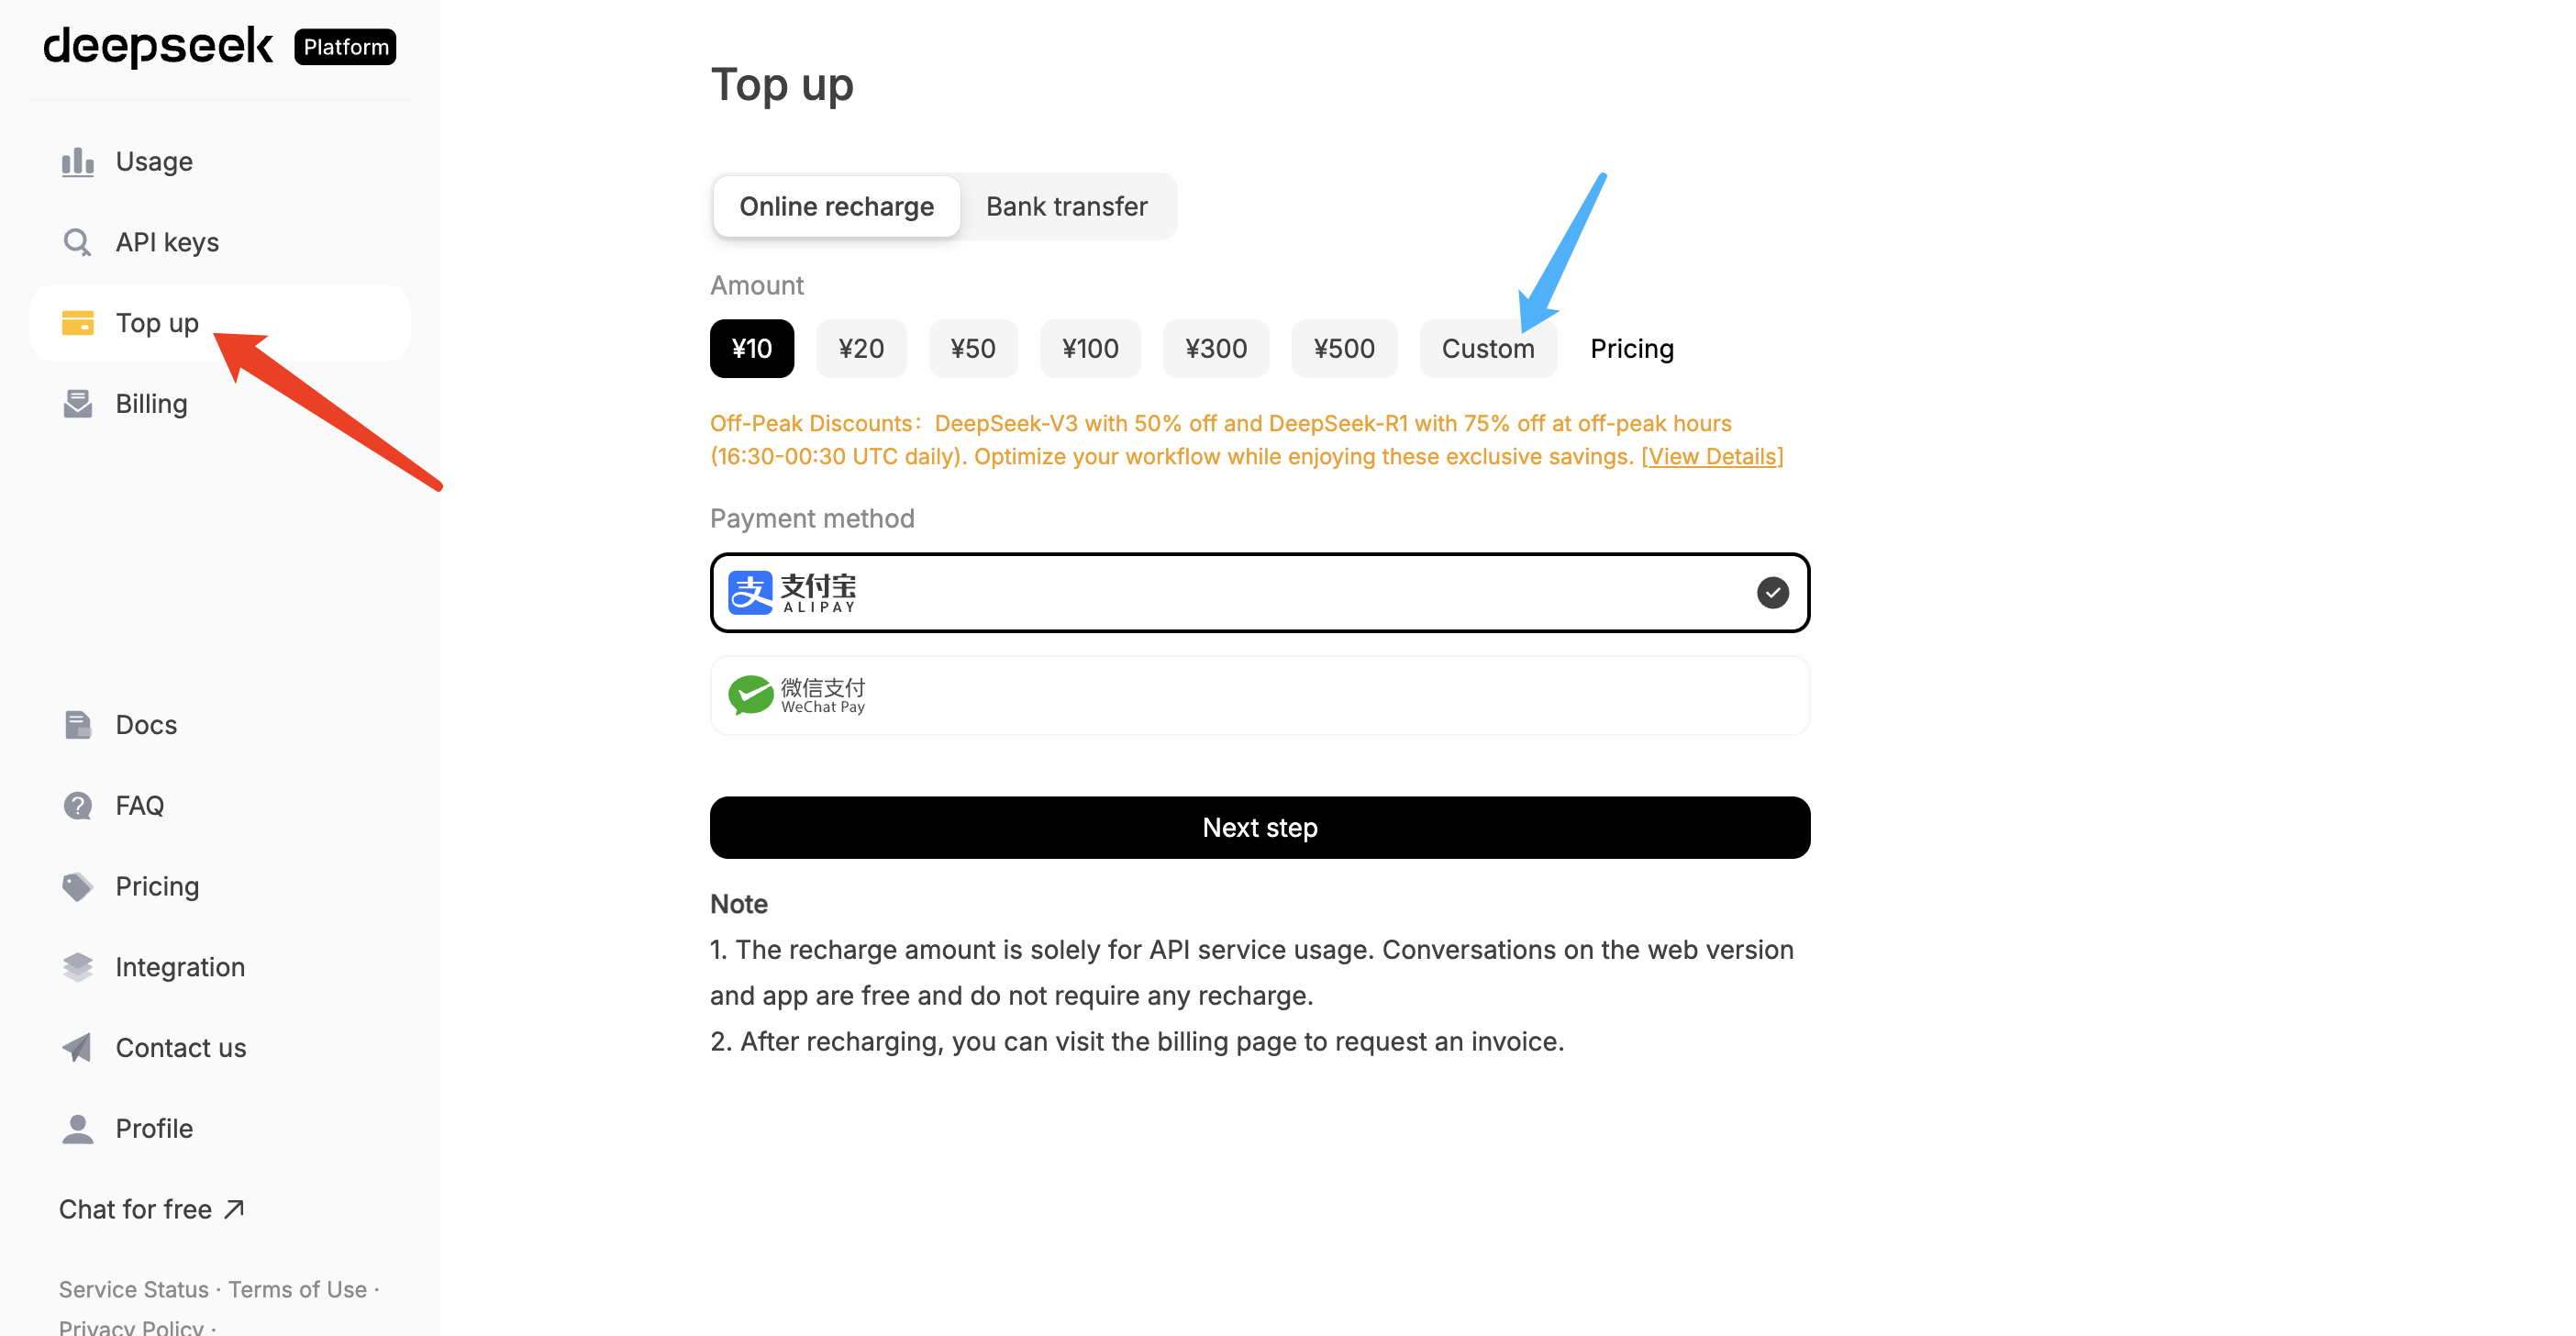 deepseek Platform
Usage
API keys
Top up
Billing
Docs
FAQ
Pricing
Integration
Contact us
Profile
Chat for free
Service Status · Terms of Use ·
Privacy Policy ·
Top up
Online recharge Bank transfer
Amount
¥10 ¥20 ¥50 ¥100 ¥300 ¥500 Custom Pricing
Off-Peak Discounts：DeepSeek-V3 with 50% off and DeepSeek-R1 with 75% off at off-peak hours
(16:30-00:30 UTC daily). Optimize your workflow while enjoying these exclusive savings. [View Details]
Payment method
支 支付宝
ALIPAY
微信支付
WeChat Pay
Next step
Note
1. The recharge amount is solely for API service usage. Conversations on the web version
and app are free and do not require any recharge.
2. After recharging, you can visit the billing page to request an invoice.